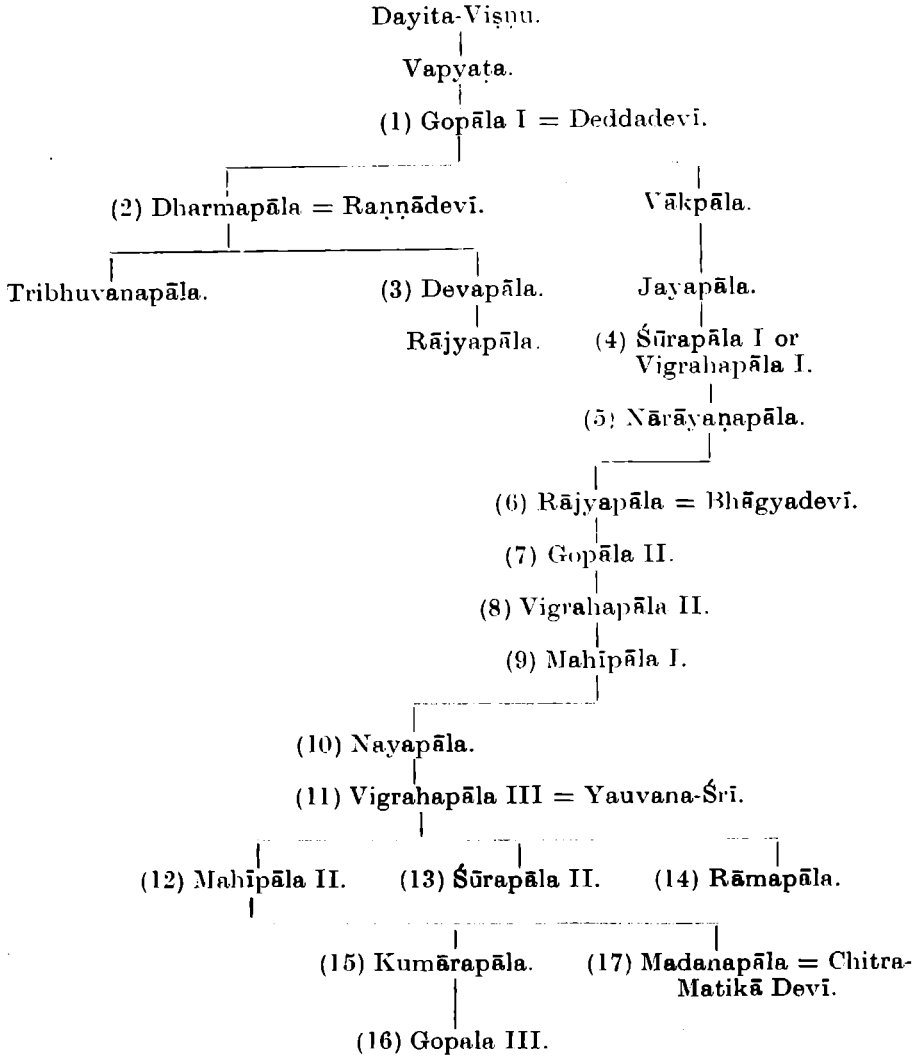 Dayita-Viṣṇu.
Vapyaṭa.
(1) Gopāla I = Deddadevī.
(2) Dharmapāla = Raṇṇādevī.
Vākpāla.
Tribhuvanapāla.
(3) Devapāla.
Jayapāla.
Rājyapāla.
(4) Śūrapāla I or
Vigrahapāla I.
(5) Nārāyaṇapāla.
(6) Rājyapāla = Bhāgyadevī.
(7) Gopāla II.
(8) Vigrahapāla II.
(9) Mahīpāla I.
(10) Nayapāla.
(11) Vigrahapāla III = Yauvana-Śrī.
(12) Mahīpāla II.
(13) Śūrapāla II.
(14) Rāmapāla.
(15) Kumārapāla.
(17) Madanapāla = Chitra-
Matikā Devī.
(16) Gopala III.